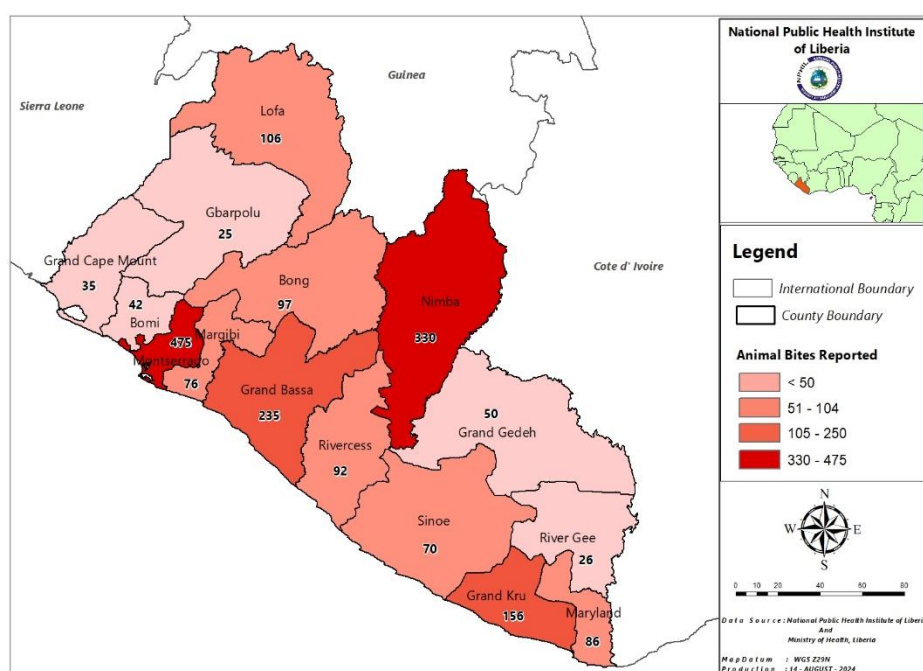 National Public Health Institute
of Liberia
NPHIL
Guinea
Sierra Leone
Lofa
106
Gbarpolu
25
Grand Cape Mount
35
Cote d' Ivoire
Bong
97
Nimba
330
42
Bomi
475
Margibi
Montserrado
76
Grand Bassa
235
50
Grand Gedeh
Rivercess
92
Sinoe
70
River Gee
26
Grand Kru
156
Maryland
86
Legend
International Boundary
County Boundary
Animal Bites Reported
< 50
51 - 104
105 - 250
330 - 475
N
W
E
S
0 10 20 40 60 80
Data Source: National Public Health Institute of Liberia
And
Ministry of Health, Liberia
Map Datum : WGS Z29N
Production : 14 - AUGUST - 2024